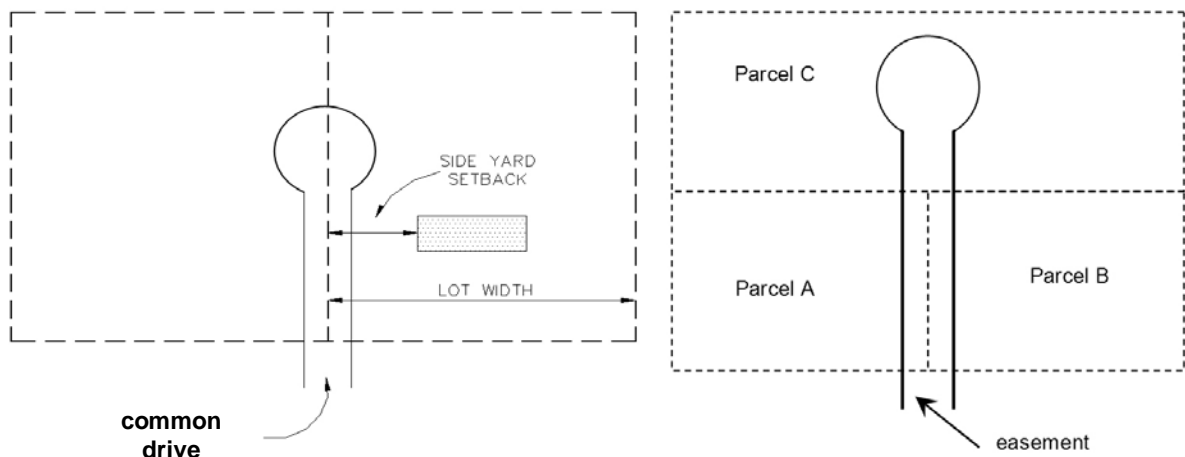 SIDE YARD
SETBACK
LOT WIDTH
common
drive
Parcel C
Parcel A
Parcel B
easement